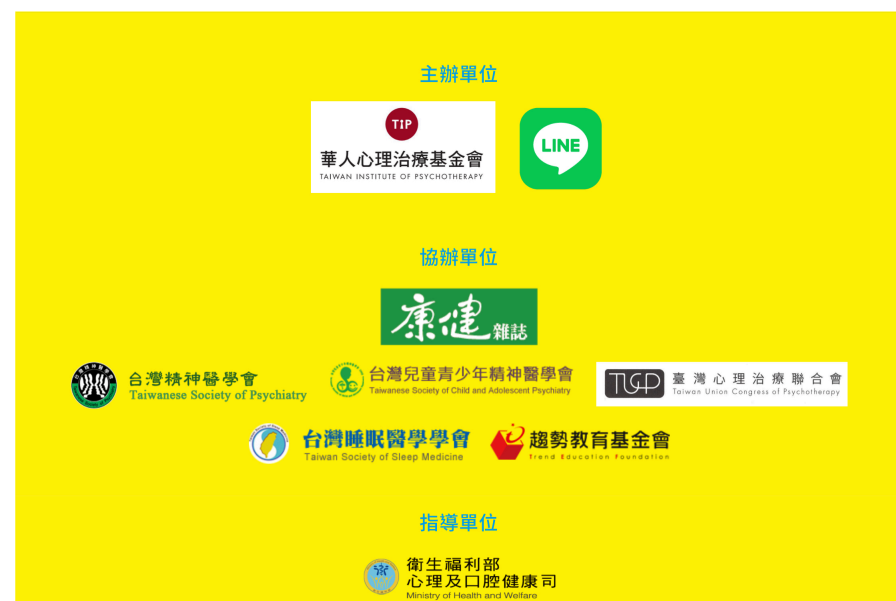 主辦單位
TIP
華人心理治療基金會
TAIWAN INSTITUTE OF PSYCHOTHERAPY
LINE
協辦單位
康健雜誌
台灣精神醫學會
Taiwanese Society of Psychiatry
台灣兒童青少年精神醫學會
Taiwanese Society of Child and Adolescent Psychiatry
TUCP
臺灣心理治療聯合會
Taiwan Union Congress of Psychotherapy
台灣睡眠醫學學會
Taiwan Society of Sleep Medicine
趨勢教育基金會
Trend Education Foundation
指導單位
衛生福利部
心理及口腔健康司
Ministry of Health and Welfare